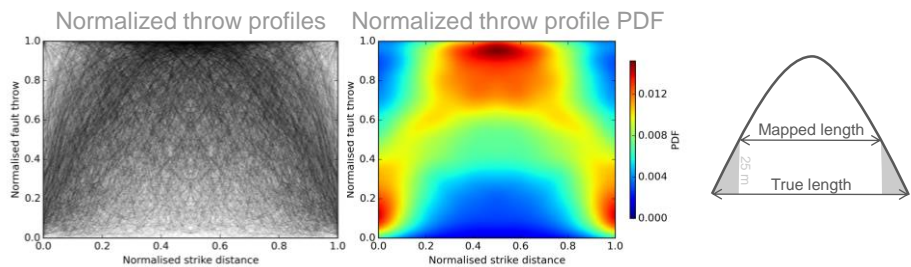 Normalized throw profiles
Normalised fault throw
1.0
0.8
0.6
0.4
0.2
0.0
0.0 0.2 0.4 0.6 0.8 1.0
Normalised strike distance
Normalized throw profile PDF
Normalised fault throw
1.0
0.8
0.6
0.4
0.2
0.0
0.0 0.2 0.4 0.6 0.8 1.0
Normalised strike distance
0.012
0.008
0.004
0.000
PDF
Mapped length
25 m
True length